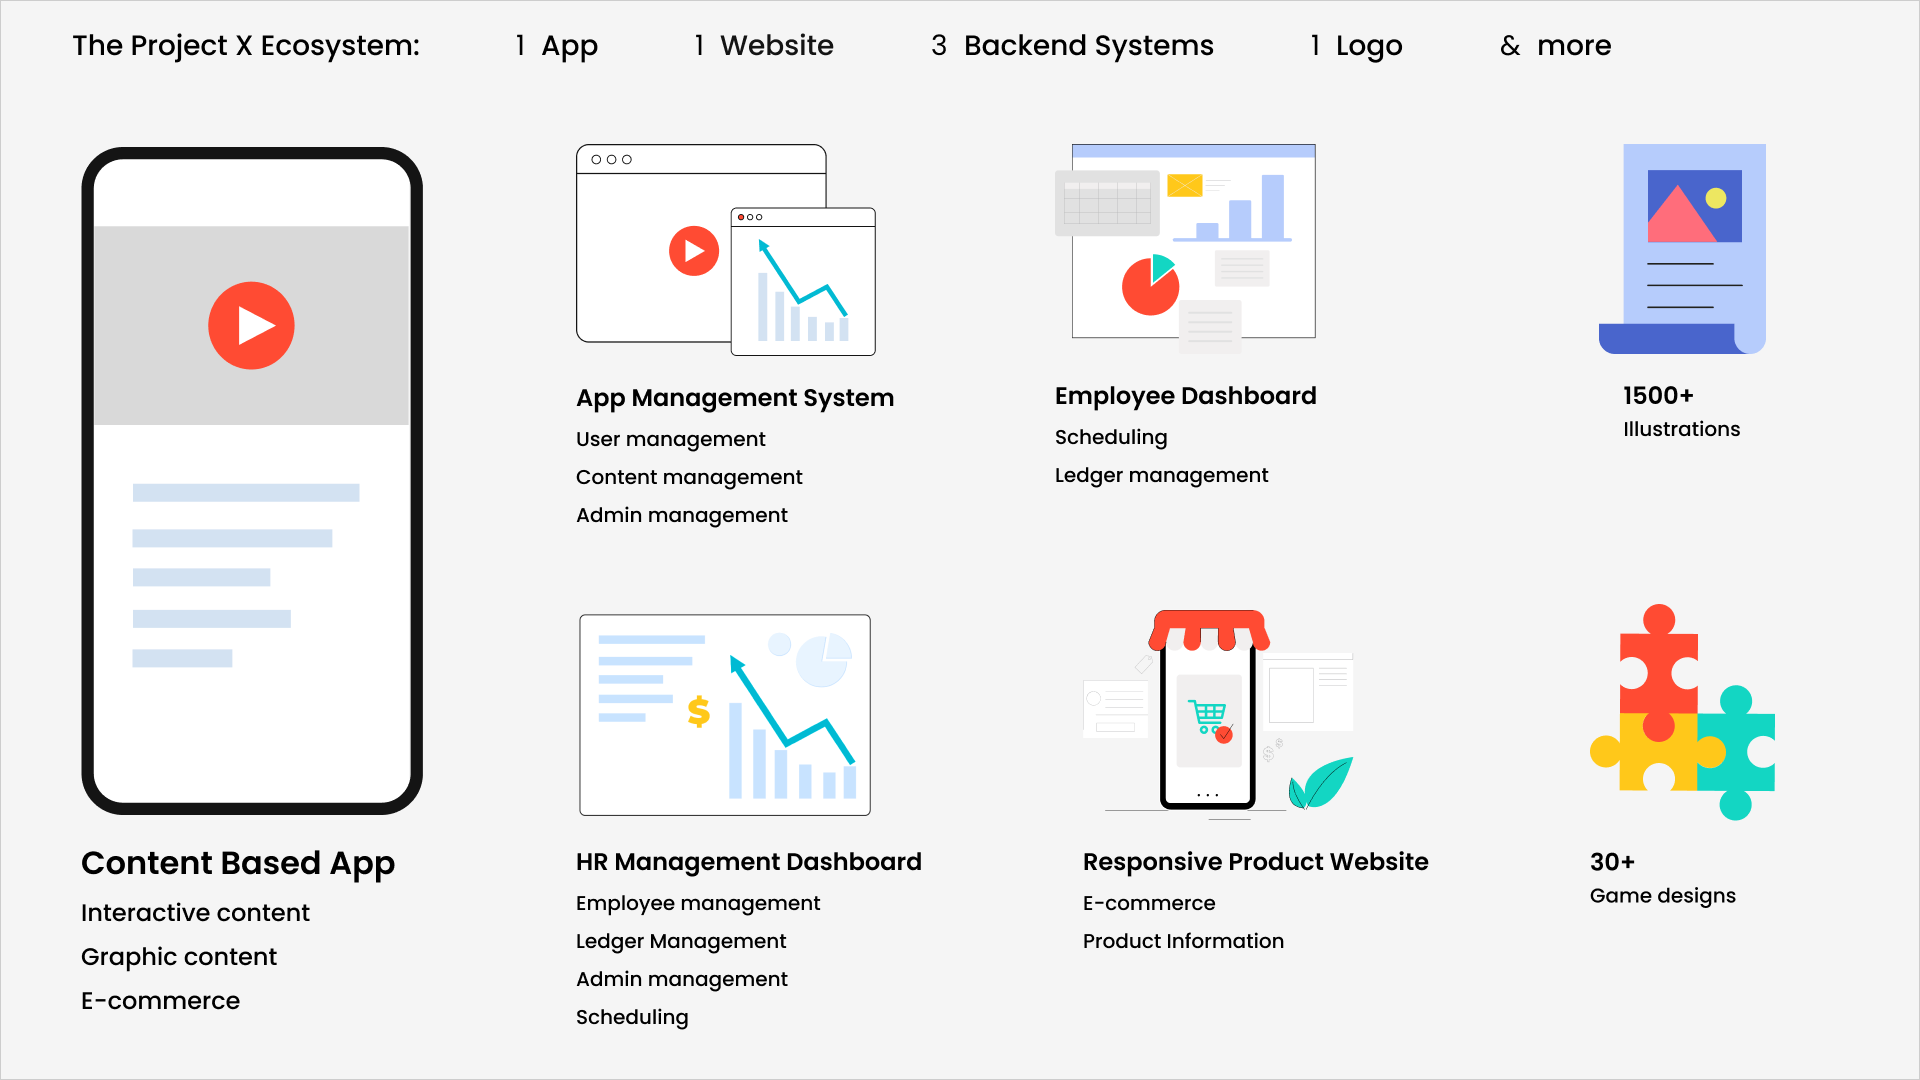 The Project X Ecosystem: 1 App 1 Website 3 Backend Systems 1 Logo & more
Content Based App
Interactive content
Graphic content
E-commerce
App Management System
User management
Content management
Admin management
Employee Dashboard
Scheduling
Ledger management
1500+
Illustrations
$
HR Management Dashboard
Employee management
Ledger Management
Admin management
Scheduling
$ $
Responsive Product Website
E-commerce
Product Information
30+
Game designs